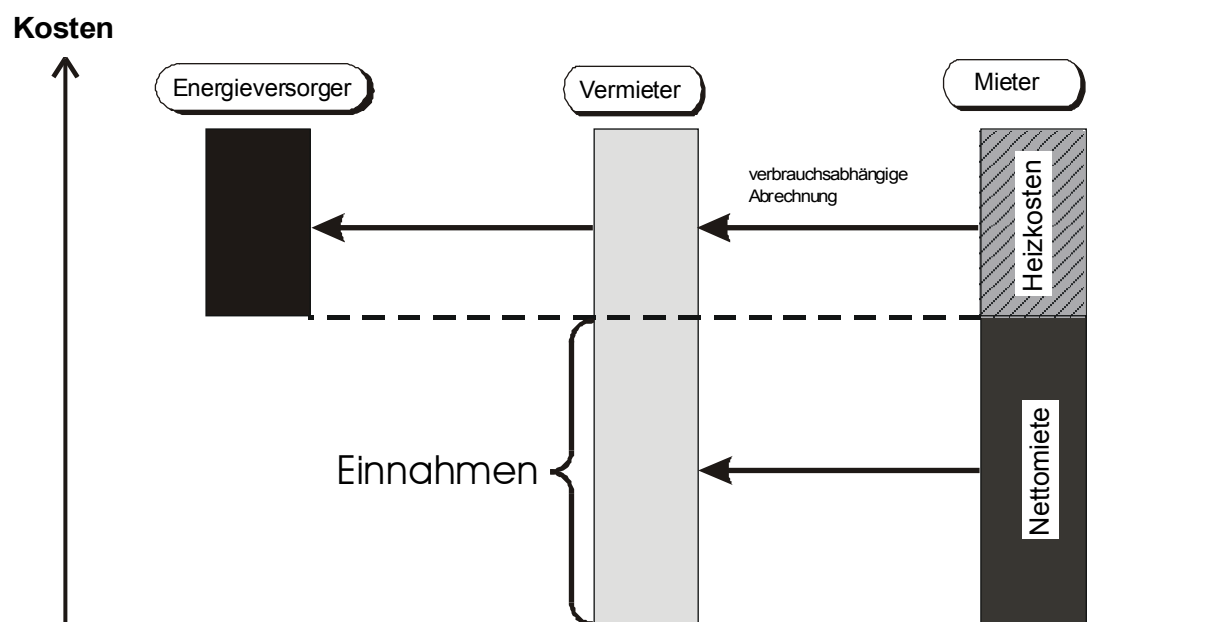 Kosten
Energieversorger
Vermieter
Mieter
verbrauchsabhängige
Abrechnung
Heizkosten
Einnahmen
Nettomiete